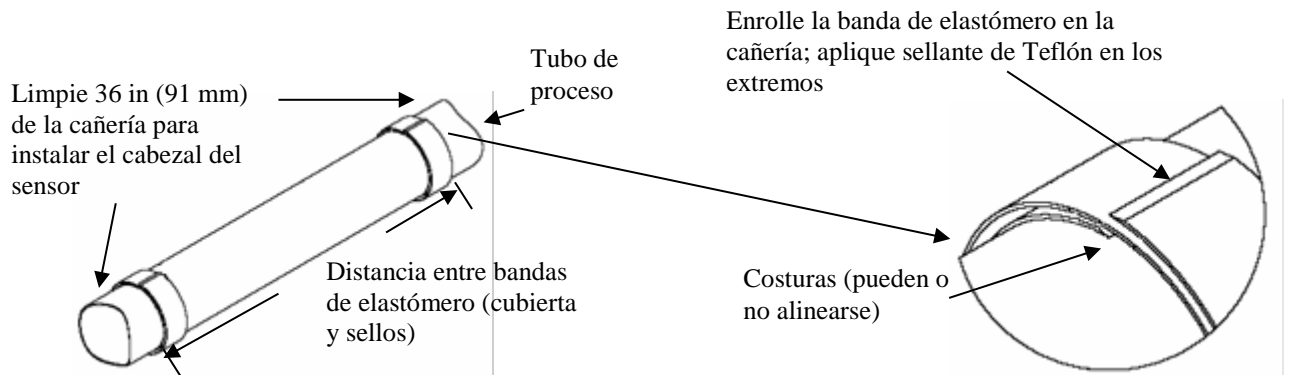 Enrolle la banda de elastómero en la
cañería; aplique sellante de Teflón en los
extremos
Tubo de
proceso
Limpie 36 in (91 mm)
de la cañería para
instalar el cabezal del
sensor
Distancia entre bandas
de elastómero (cubierta
y sellos)
Costuras (pueden o
no alinearse)